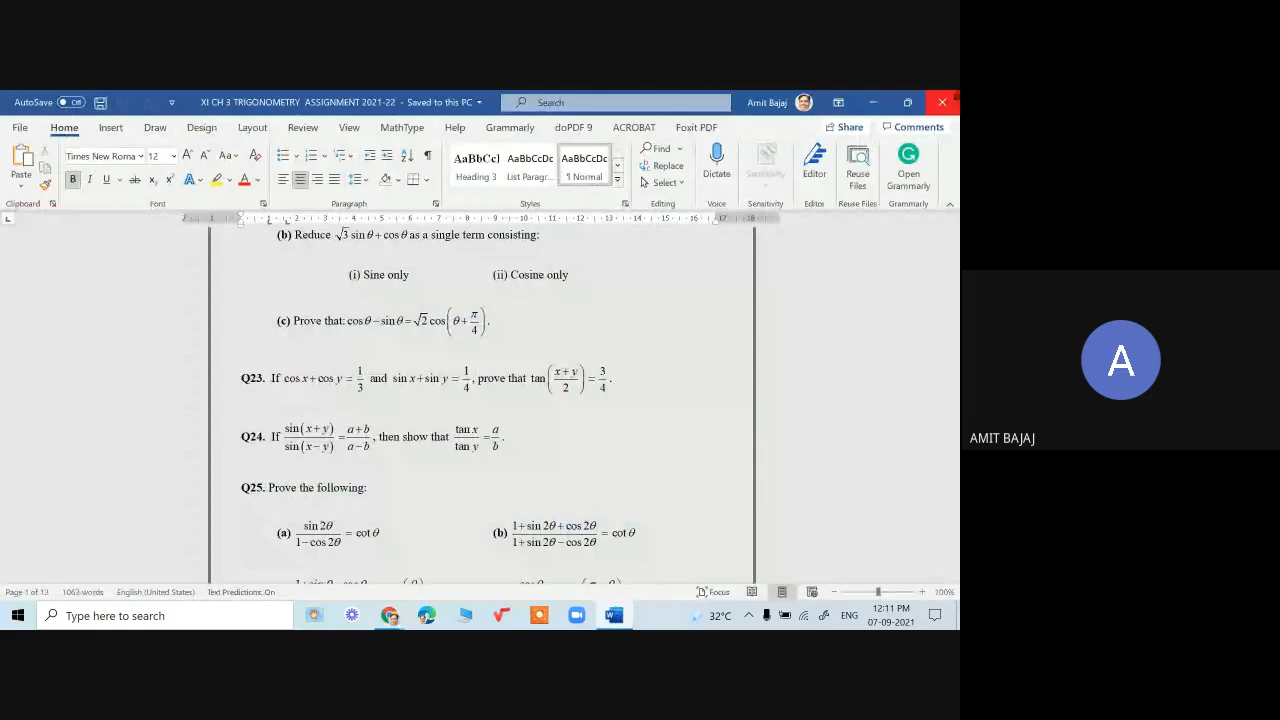 AutoSave Off XI CH 3 TRIGONOMETRY ASSIGNMENT 2021-22 - Saved to this PC Search Amit Bajaj
File Home Insert Draw Design Layout References Review View MathType Help Grammarly doPDF 9 ACROBAT Foxit PDF Share Comments
Times New Roma 12 AaBbCcI AaBbCcDc AaBbCcDc Find
Replace
Paste Heading 3 List Paragr... ¶ Normal Select Dictate Sensitivity Editor Reuse Files Open Grammarly
Clipboard Font Paragraph Styles Editing Voice Sensitivity Editor Reuse Files Grammarly
(b) Reduce √3 sin θ + cos θ as a single term consisting:
(i) Sine only (ii) Cosine only
(c) Prove that: cos θ − sin θ = √2 cos(θ + π/4).
Q23. If cos x + cos y = 1/3 and sin x + sin y = 1/4, prove that tan((x + y)/2) = 3/4.
Q24. If sin(x + y)/sin(x − y) = (a + b)/(a − b), then show that tan x/tan y = a/b.
Q25. Prove the following:
(a) sin 2θ/(1 − cos 2θ) = cot θ (b) (1 + sin 2θ + cos 2θ)/(1 + sin 2θ − cos 2θ) = cot θ
Page 1 of 13 1063 words English (United States) Text Predictions: On Focus 100%
Type here to search 32°C ENG 12:11 PM
07-09-2021
A
AMIT BAJAJ